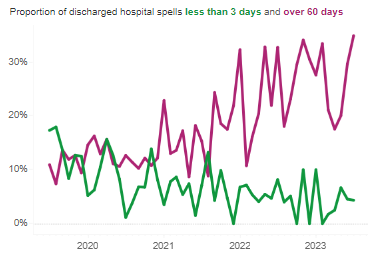 Proportion of discharged hospital spells less than 3 days and over 60 days
30%
20%
10%
0%
2020 2021 2022 2023